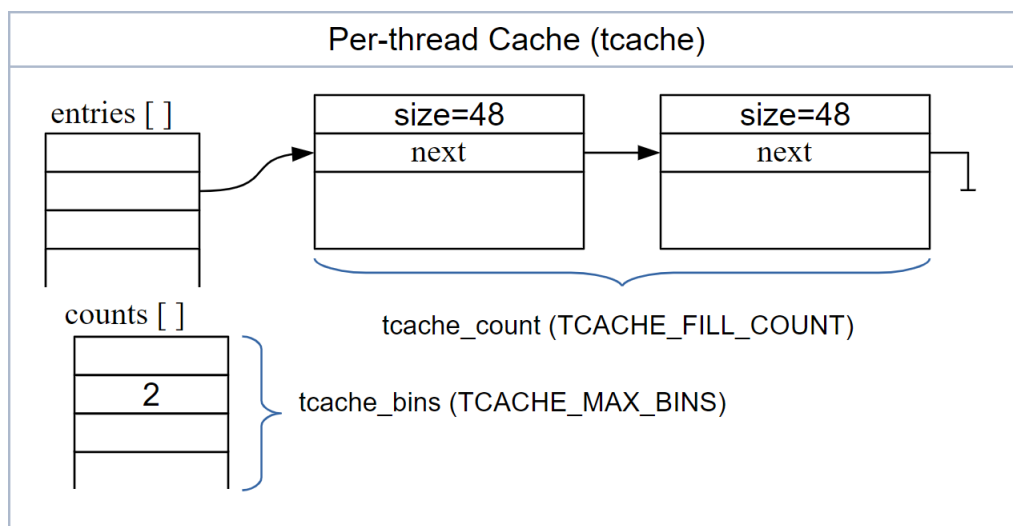 Per-thread Cache (tcache)
entries [ ]
size=48
next
size=48
next
tcache_count (TCACHE_FILL_COUNT)
counts [ ]
2
tcache_bins (TCACHE_MAX_BINS)